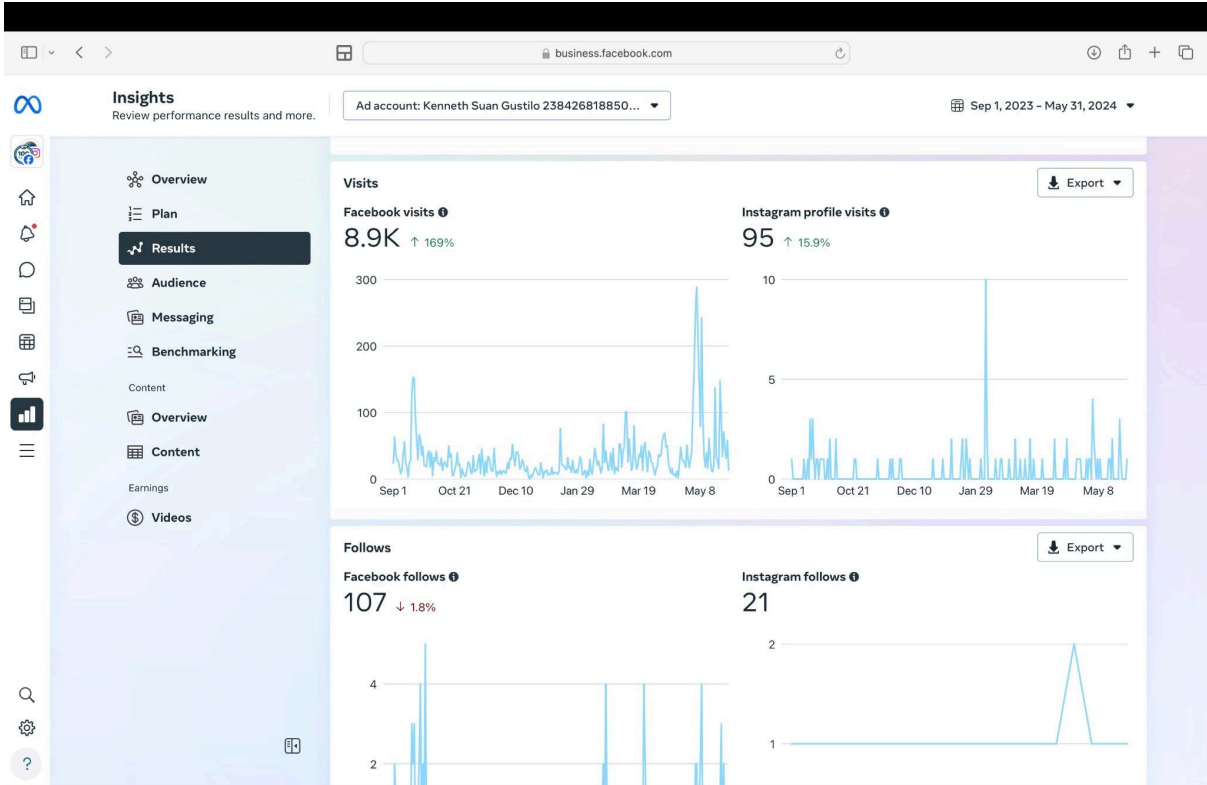 business.facebook.com
Insights
Review performance results and more.
Ad account: Kenneth Suan Gustilo 238426818850...
Sep 1, 2023 – May 31, 2024
Overview
Plan
Results
Audience
Messaging
Benchmarking
Content
Overview
Content
Earnings
Videos
Visits
Export
Facebook visits
8.9K ↑ 169%
300
200
100
0
Sep 1 Oct 21 Dec 10 Jan 29 Mar 19 May 8
Instagram profile visits
95 ↑ 15.9%
10
5
0
Sep 1 Oct 21 Dec 10 Jan 29 Mar 19 May 8
Follows
Export
Facebook follows
107 ↓ 1.8%
4
2
Instagram follows
21
2
1
?